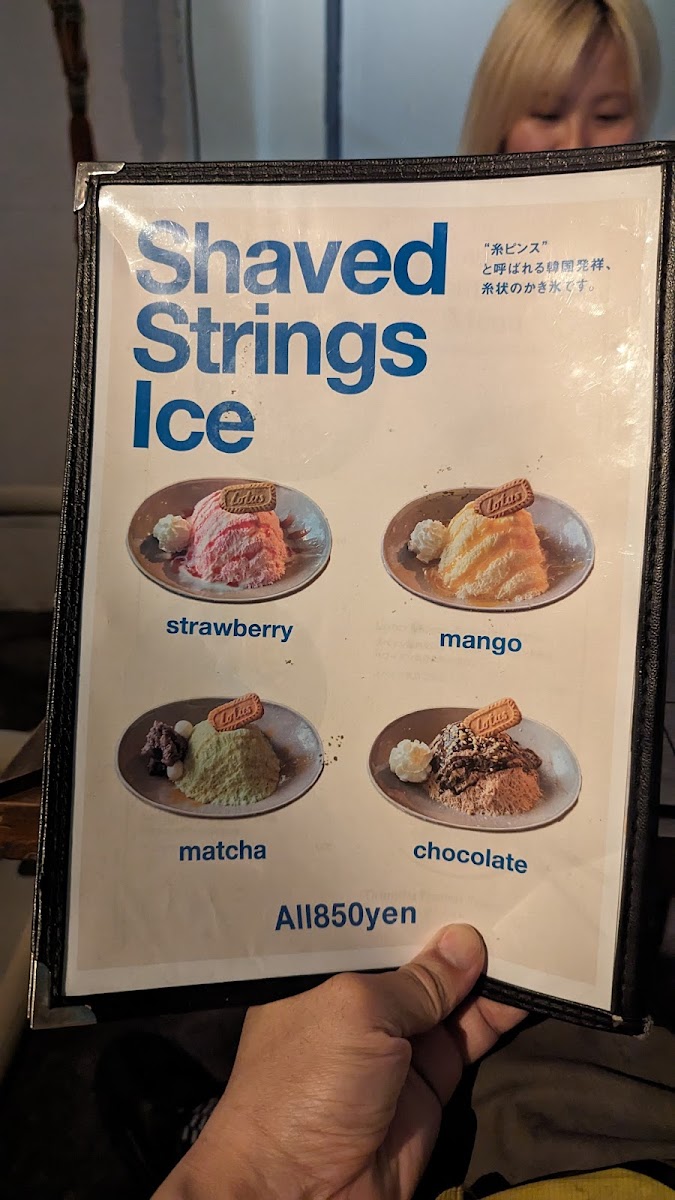 Shaved
Strings
Ice
"糸ピンス"
と呼ばれる韓国発祥、
糸状のかき氷です。
Lotus
Lotus
strawberry
mango
Lotus
Lotus
matcha
chocolate
All850yen